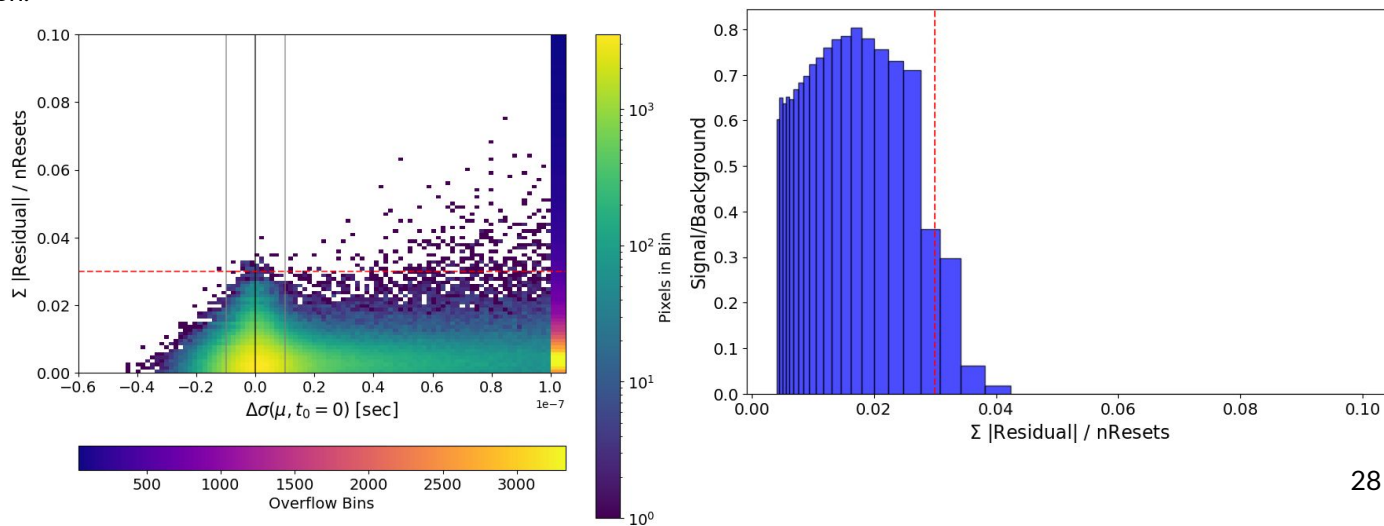 0.10
0.08
0.06
0.04
0.02
0.00
Σ |Residual| / nResets
−0.6 −0.4 −0.2 0.0 0.2 0.4 0.6 0.8 1.0
1e−7
Δσ(μ, t₀ = 0) [sec]
10³
10²
10¹
10⁰
Pixels in Bin
500 1000 1500 2000 2500 3000
Overflow Bins
0.8
0.7
0.6
0.5
0.4
0.3
0.2
0.1
0.0
Signal/Background
0.00 0.02 0.04 0.06 0.08 0.10
Σ |Residual| / nResets
28